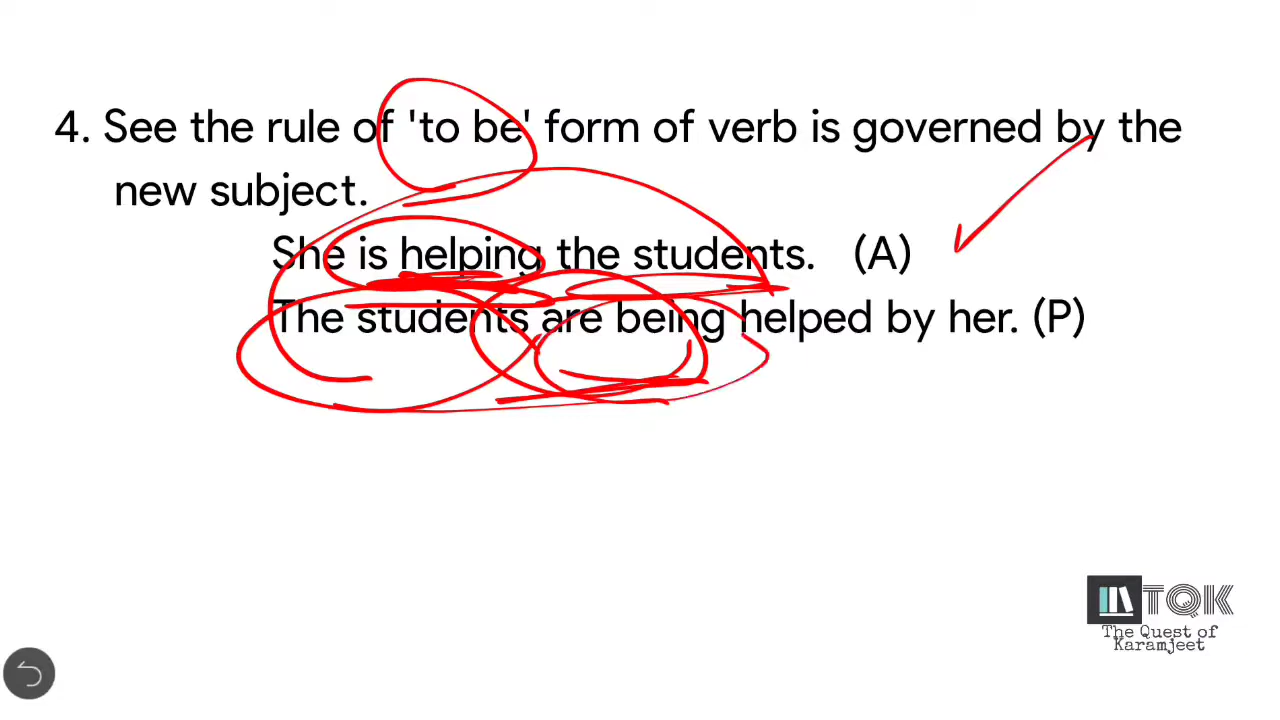 4. See the rule of 'to be' form of verb is governed by the
new subject.
She is helping the students. (A)
The students are being helped by her. (P)
TQK
The Quest of
Karamjeet